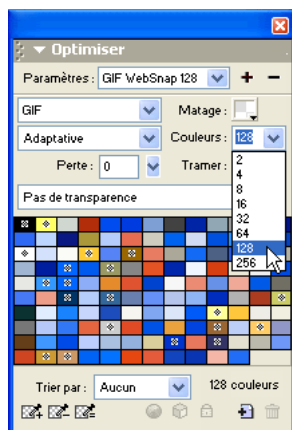 Optimiser
Paramètres : GIF WebSnap 128
GIF Matage :
Adaptative Couleurs : 128
2
4
8
16
32
64
128
256
Perte : 0 Tramer :
Pas de transparence
Trier par : Aucun 128 couleurs